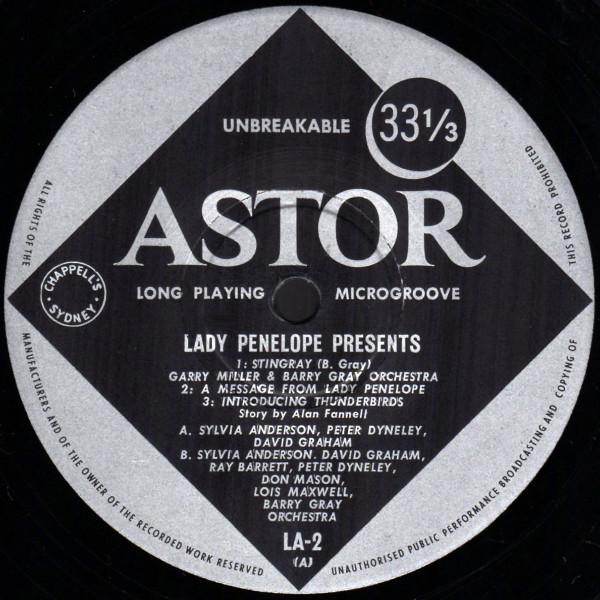 UNBREAKABLE
33 1/3
ASTOR
LONG PLAYING MICROGROOVE
CHAPPELL'S
SYDNEY
LADY PENELOPE PRESENTS
1: STINGRAY (B. Gray)
GARRY MILLER & BARRY GRAY ORCHESTRA
2: A MESSAGE FROM LADY PENELOPE
3: INTRODUCING THUNDERBIRDS
Story by Alan Fannell
A. SYLVIA ANDERSON, PETER DYNELEY,
DAVID GRAHAM
B. SYLVIA ANDERSON. DAVID GRAHAM,
RAY BARRETT, PETER DYNELEY,
DON MASON,
LOIS MAXWELL,
BARRY GRAY
ORCHESTRA
LA-2
(A)
ALL RIGHTS OF THE
MANUFACTURERS AND OF THE OWNER OF THE RECORDED WORK RESERVED
UNAUTHORISED PUBLIC PERFORMANCE BROADCASTING AND COPYING OF
THIS RECORD PROHIBITED